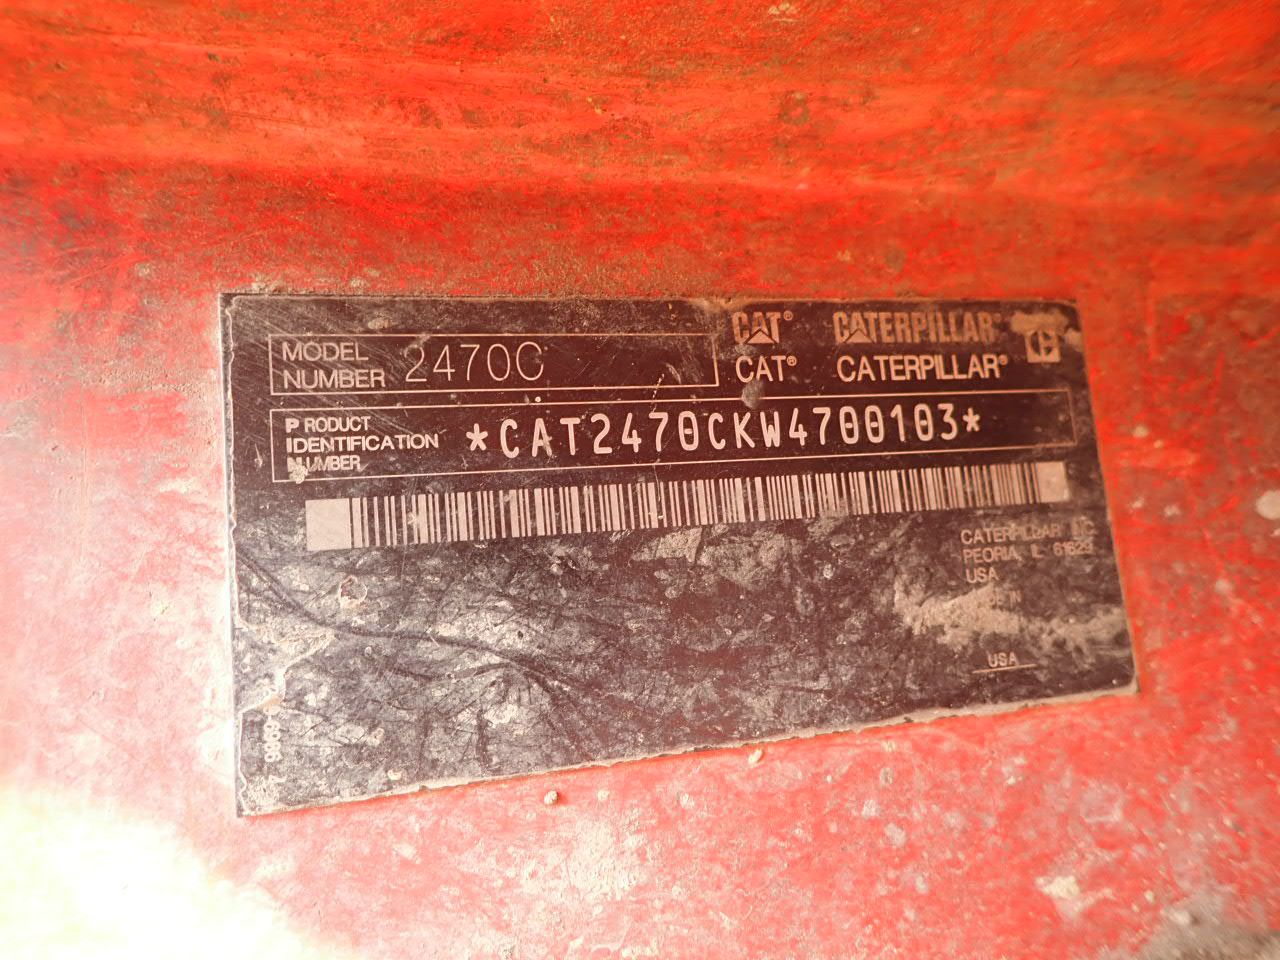 MODEL NUMBER 2470C
CAT® CATERPILLAR®
CAT® CATERPILLAR®
PRODUCT IDENTIFICATION NUMBER *CAT2470CKW4700103*
CATERPILLAR INC
PEORIA, IL 61629
USA
USA